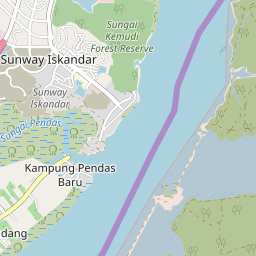 Sungai
Kemudi
Forest Reserve
Sunway Iskandar
Sunway
Iskandar
Sungai Pendas
Kampung Pendas
Baru
dang